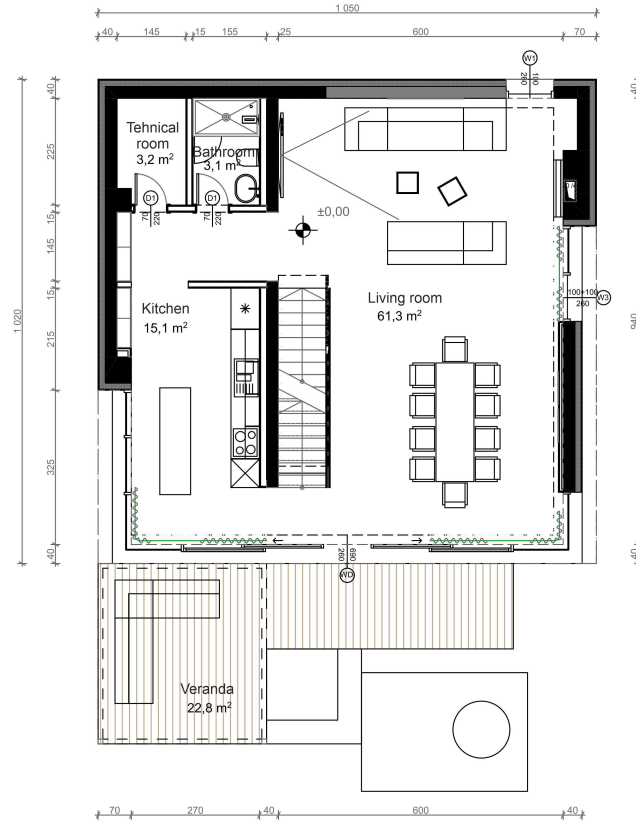 1 050
40 145 15 155 25 600 70
W1
100
260
40
40
Tehnical
room
3,2 m²
Bathroom
3,1 m²
225
D1
D1
70
220
70
220
15
±0,00
145
15
Kitchen
15,1 m²
Living room
61,3 m²
100+100
260
W3
1 020
940
215
325
40
690
260
WD
40
Veranda
22,8 m²
70 270 40 600 40